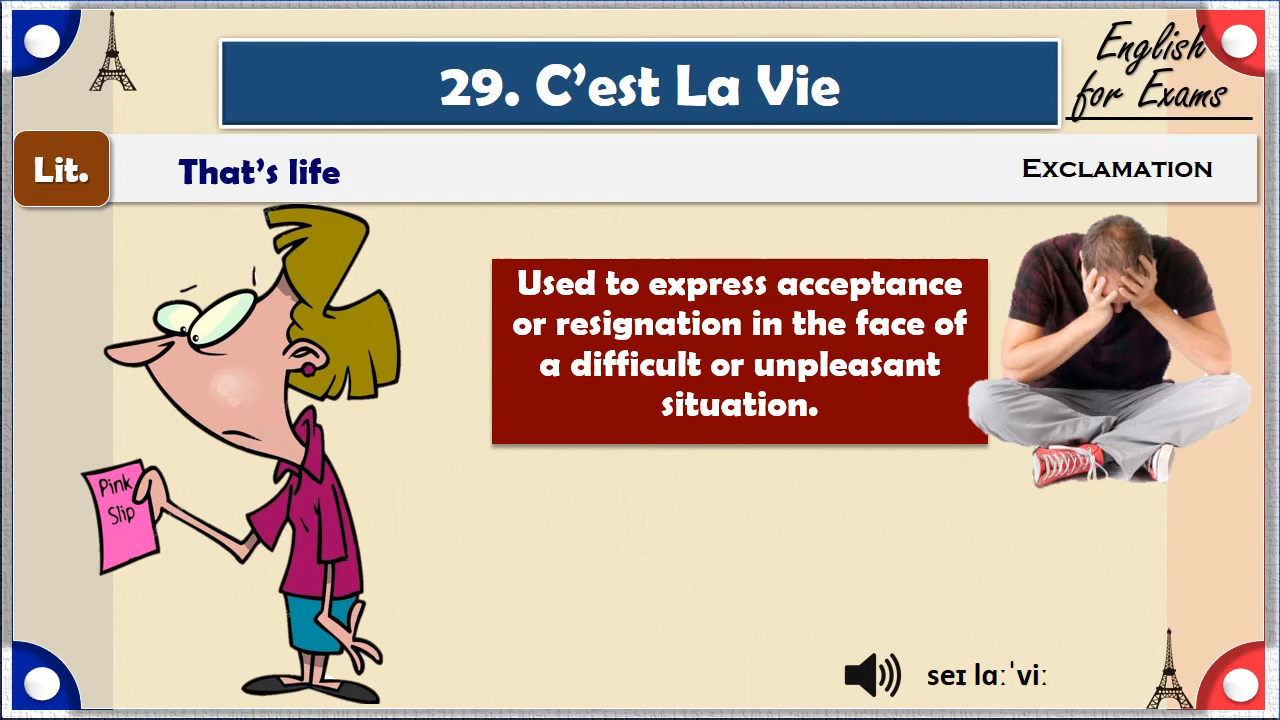 29. C'est La Vie
English
for Exams
Lit.
That's life
Exclamation
Used to express acceptance
or resignation in the face of
a difficult or unpleasant
situation.
Pink
Slip
seɪ lɑːˈviː